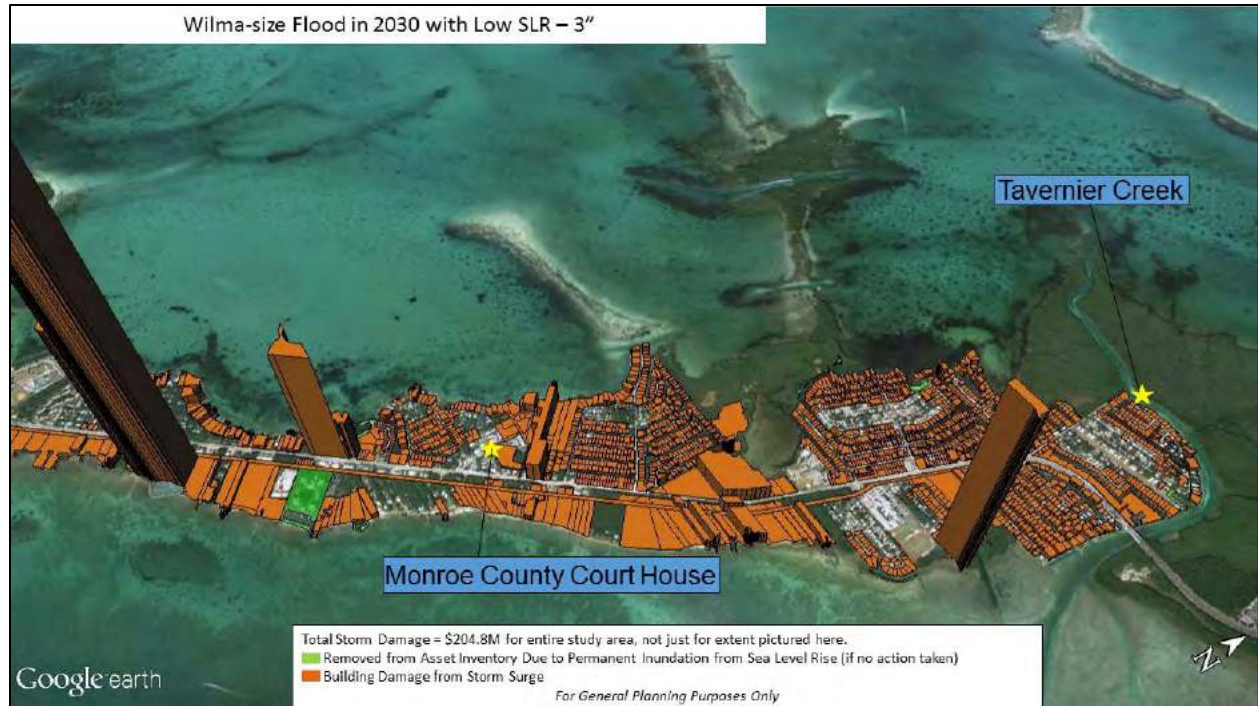 Wilma-size Flood in 2030 with Low SLR – 3”
Tavernier Creek
Monroe County Court House
Total Storm Damage = $204.8M for entire study area, not just for extent pictured here.
Removed from Asset Inventory Due to Permanent Inundation from Sea Level Rise (if no action taken)
Building Damage from Storm Surge
For General Planning Purposes Only
Google earth
N